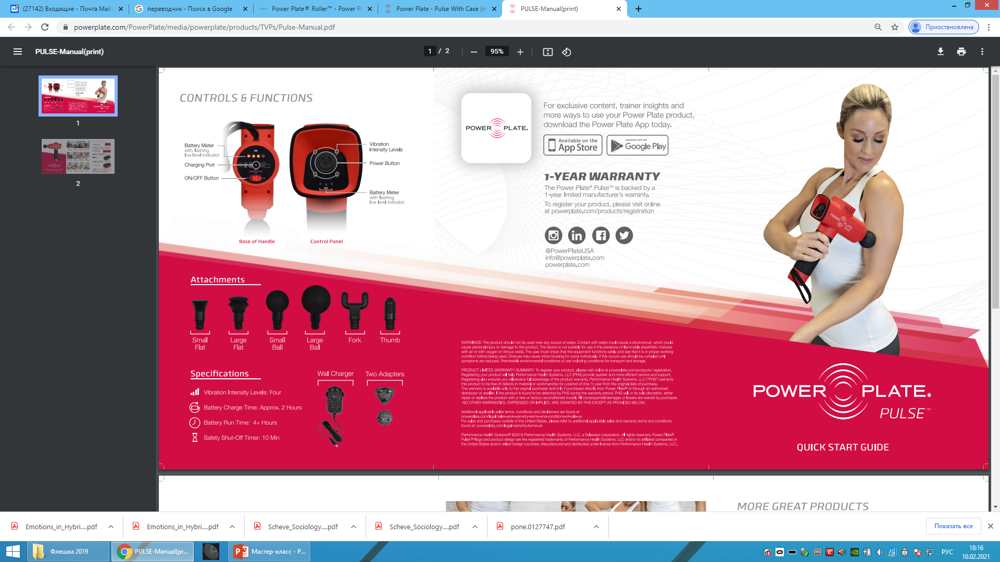 (27142) Входящие - Почта Mail.r
переводчик - Поиск в Google
Power Plate® Roller™ - Power Pl
Power Plate - Pulse With Case (m
PULSE-Manual(print)
powerplate.com/PowerPlate/media/powerplate/products/TVPs/Pulse-Manual.pdf
Приостановлена
PULSE-Manual(print)
1 / 2
95%
1
2
CONTROLS & FUNCTIONS
Battery Meter
with flashing
low level indicator
Charging Port
ON/OFF Button
Vibration
Intensity Levels
Power Button
Battery Meter
with flashing
low level indicator
Base of Handle
Control Panel
Attachments
Small
Flat
Large
Flat
Small
Ball
Large
Ball
Fork
Thumb
Specifications
Vibration Intensity Levels: Four
Battery Charge Time: Approx. 2 Hours
Battery Run Time: 4+ Hours
Safety Shut-Off Timer: 10 Min
Wall Charger
Two Adapters
POWER PLATE.
For exclusive content, trainer insights and
more ways to use your Power Plate product,
download the Power Plate App today.
Available on the
App Store
ANDROID APP ON
Google Play
1-YEAR WARRANTY
The Power Plate® Pulse™ is backed by a
1-year limited manufacturer's warranty.
To register your product, please visit online
at powerplate.com/products/registration
@PowerPlateUSA
info@powerplate.com
powerplate.com
WARNINGS: The product should not be used near any source of water. Contact with water could cause a short-circuit, which could
cause personal injury or damage to the product. The device is not suitable for use in the presence of flammable anesthetic mixtures
with air or with oxygen or nitrous oxide. The user must check that the equipment functions safely and see that it is in proper working
condition before being used. Overuse may cause minor bruising for some individuals; if this occurs use should be curtailed until
symptoms are reduced. Permissible environmental conditions of use including conditions for transport and storage.
PRODUCT LIMITED WARRANTY SUMMARY: To register your product, please visit online at powerplate.com/products/ registration.
Registering your product will help Performance Health Systems, LLC (PHS) provide quicker and more efficient service and support.
Registering also ensures you will receive full advantage of the product warranty. Performance Health Systems, LLC ("PHS") warrants
this product to be free of defects in material or workmanship for a period of One (1) year from the original date of purchase.
The warranty is available only to the original purchaser and only if purchased directly from Power Plate® or through an authorized
distributor or reseller. If the product is found to be defective by PHS during the warranty period, PHS will, in its sole discretion, either
repair or replace the product with a new or factory reconditioned model. All consequential damages or losses are waived by purchaser.
NO OTHER WARRANTIES, EXPRESSED OR IMPLIED, ARE GRANTED BY PHS EXCEPT AS PROVIDED BELOW.
Additional applicable sales terms, conditions and disclaimers are found at
powerplate.com/legal/sales-and-warranty-terms-and-conditions-of-sale-us
For sales and purchases outside of the United States, please refer to additional applicable sales and warranty terms and conditions
found at: powerplate.com/legal/warranty-terms-uk
Performance Health Systems® ©2019 Performance Health Systems, LLC, a Delaware corporation. All rights reserved. Power Plate®
Pulse™ logo and product design are the registered trademarks of Performance Health Systems, LLC and/or its affiliated companies in
the United States and/or select foreign countries. Manufactured and distributed under license from Performance Health Systems, LLC,.
POWER PLATE.
PULSE
POWER PLATE®
PULSE™
QUICK START GUIDE
MORE GREAT PRODUCTS
Emotions_in_Hybri....pdf
Emotions_in_Hybri....pdf
Scheve_Sociology....pdf
Scheve_Sociology....pdf
pone.0127747.pdf
Показать все
Флешка 2019
PULSE-Manual(pr...
Мастер-класс - P...
РУС
18:16
10.02.2021